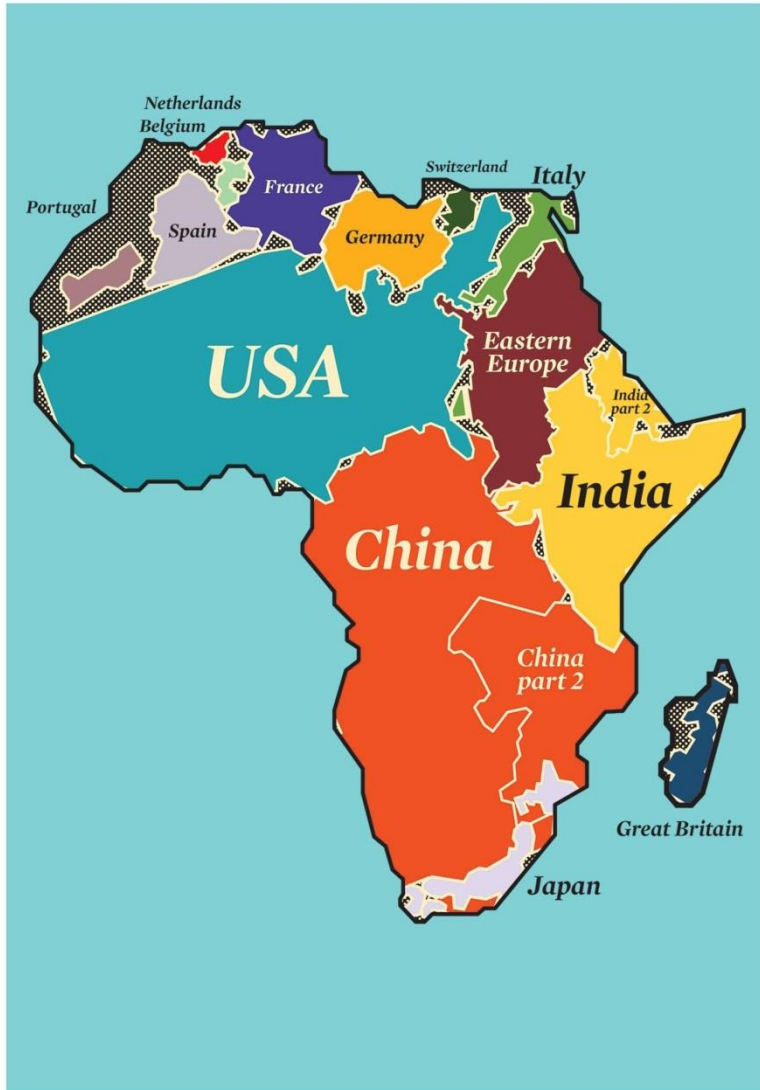 Netherlands
Belgium
Switzerland
Italy
Portugal
France
Spain
Germany
USA
Eastern
Europe
India
part 2
India
China
China
part 2
Great Britain
Japan